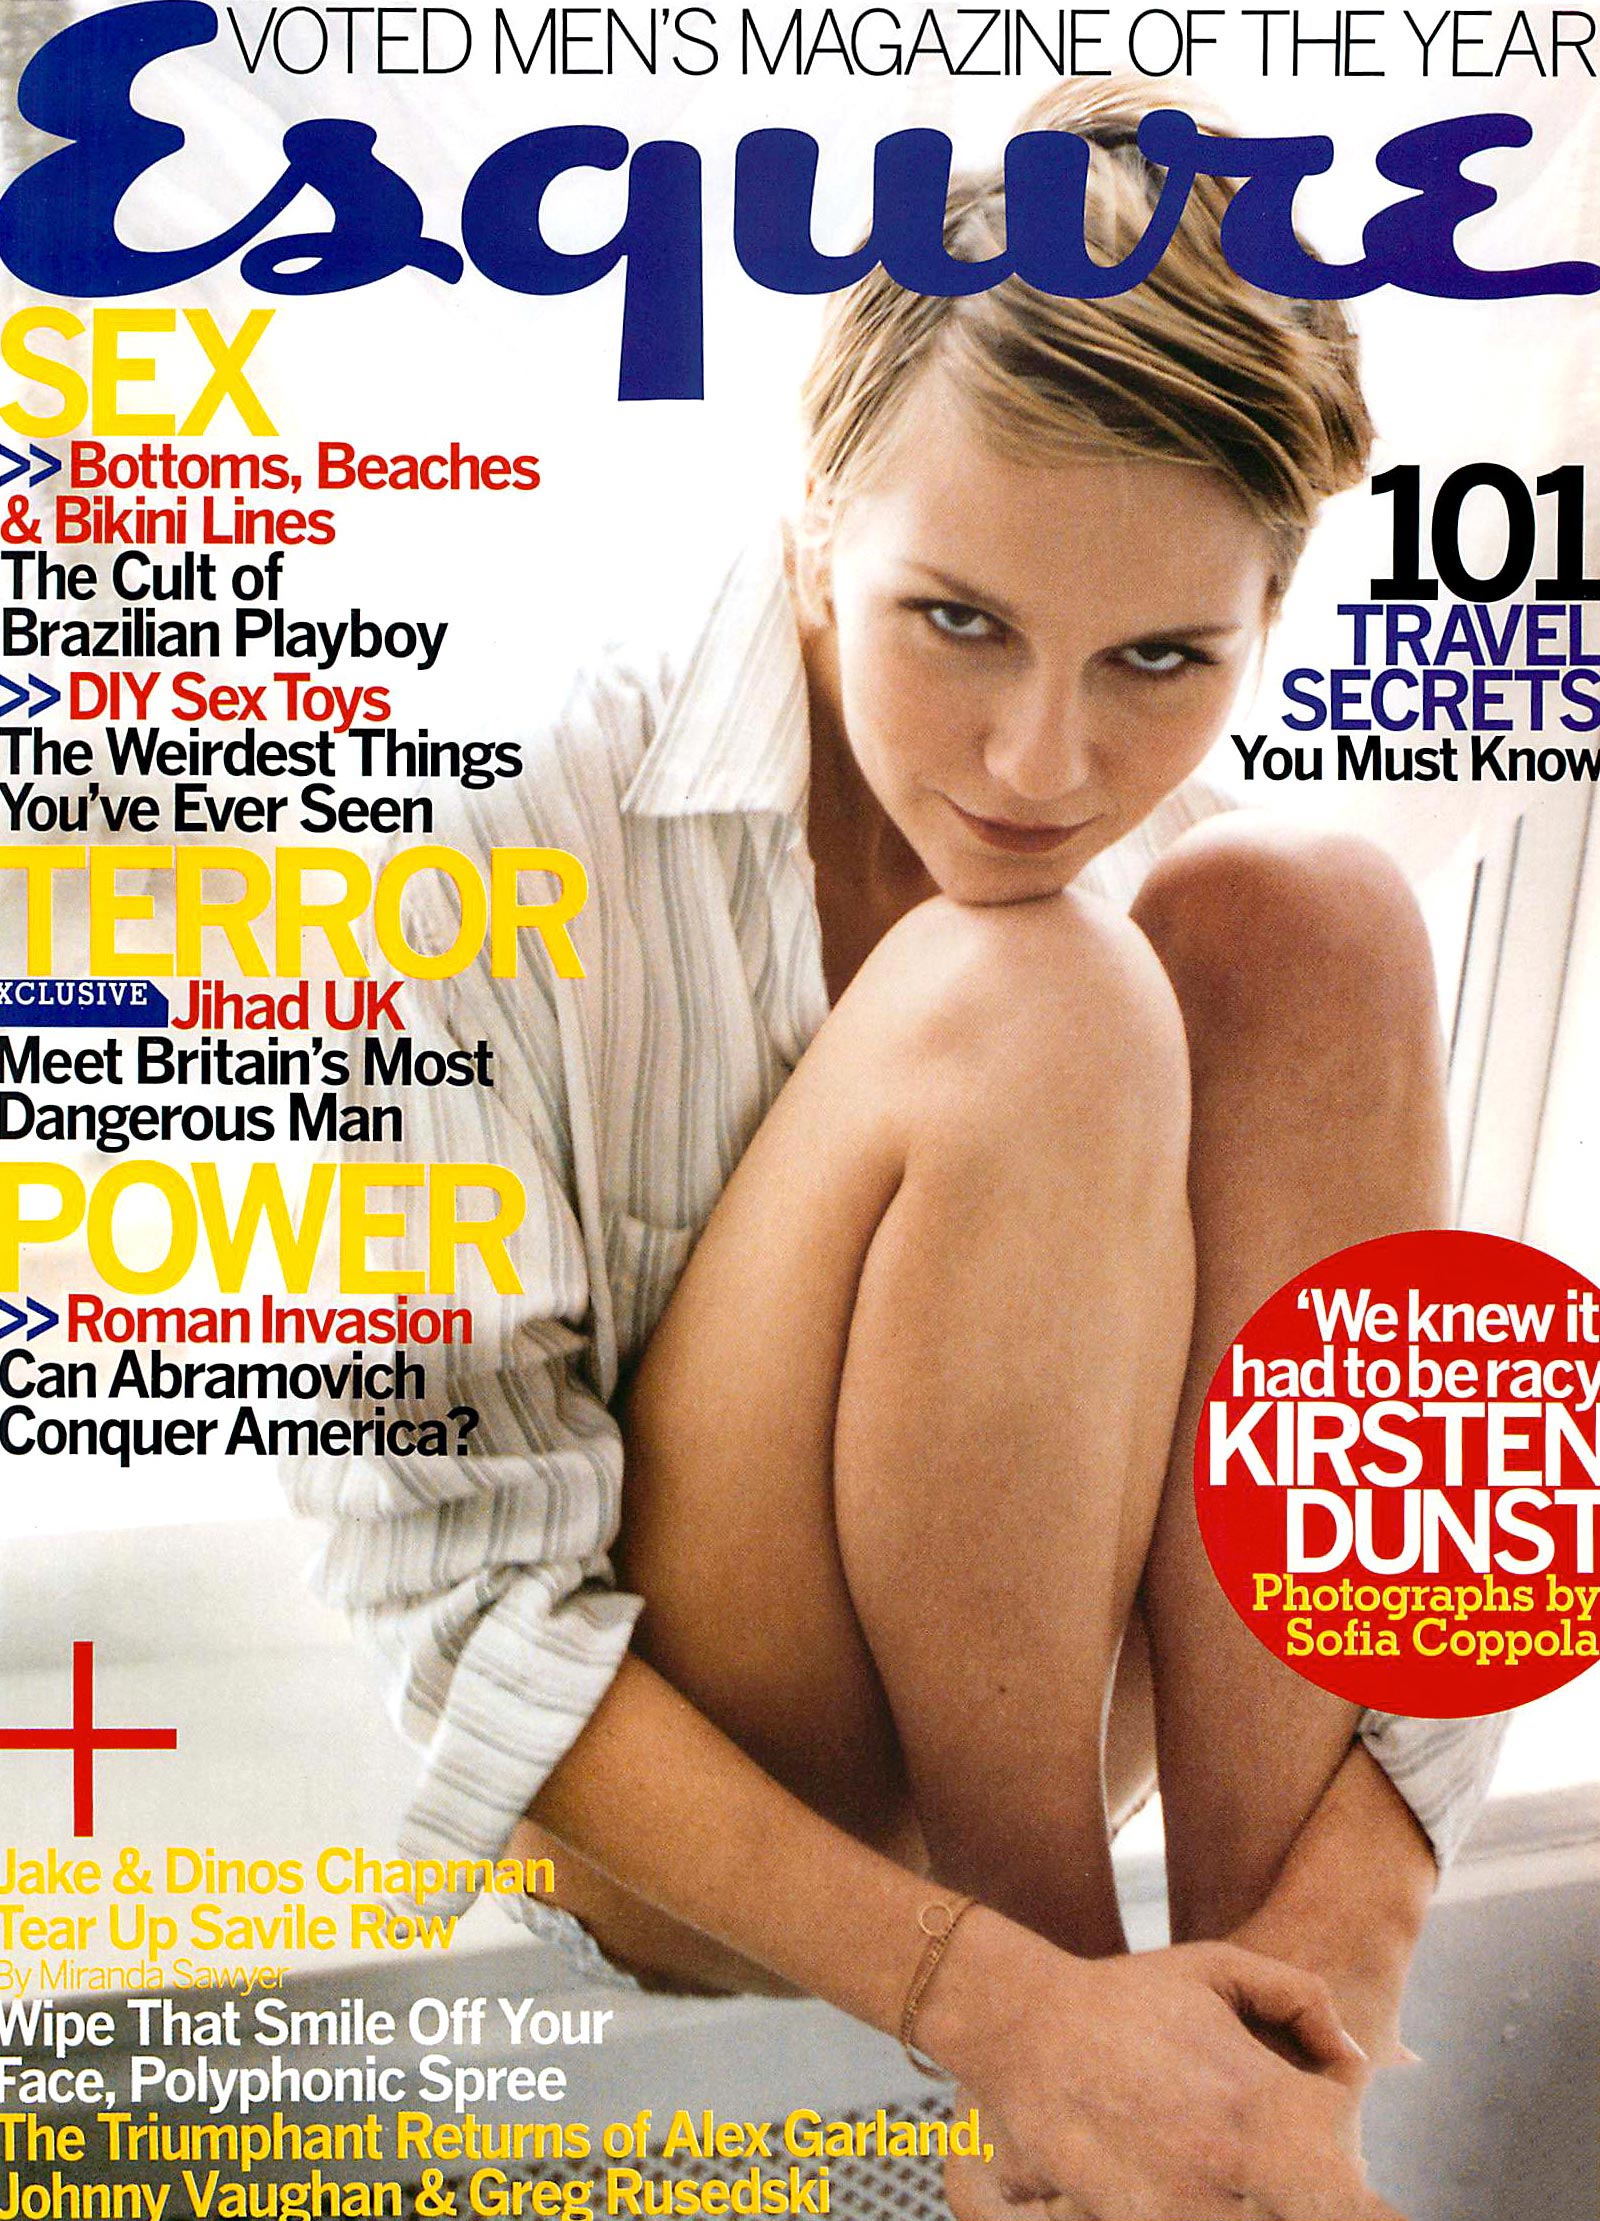 VOTED MEN'S MAGAZINE OF THE YEAR
Esquire
SEX
>> Bottoms, Beaches
& Bikini Lines
The Cult of
Brazilian Playboy
>> DIY Sex Toys
The Weirdest Things
You've Ever Seen
TERROR
XCLUSIVE Jihad UK
Meet Britain's Most
Dangerous Man
POWER
>> Roman Invasion
Can Abramovich
Conquer America?
+
Jake & Dinos Chapman
Tear Up Savile Row
By Miranda Sawyer
Wipe That Smile Off Your
Face, Polyphonic Spree
The Triumphant Returns of Alex Garland,
Johnny Vaughan & Greg Rusedski
101
TRAVEL
SECRETS
You Must Know
'We knew it
had to be racy
KIRSTEN
DUNST
Photographs by
Sofia Coppola